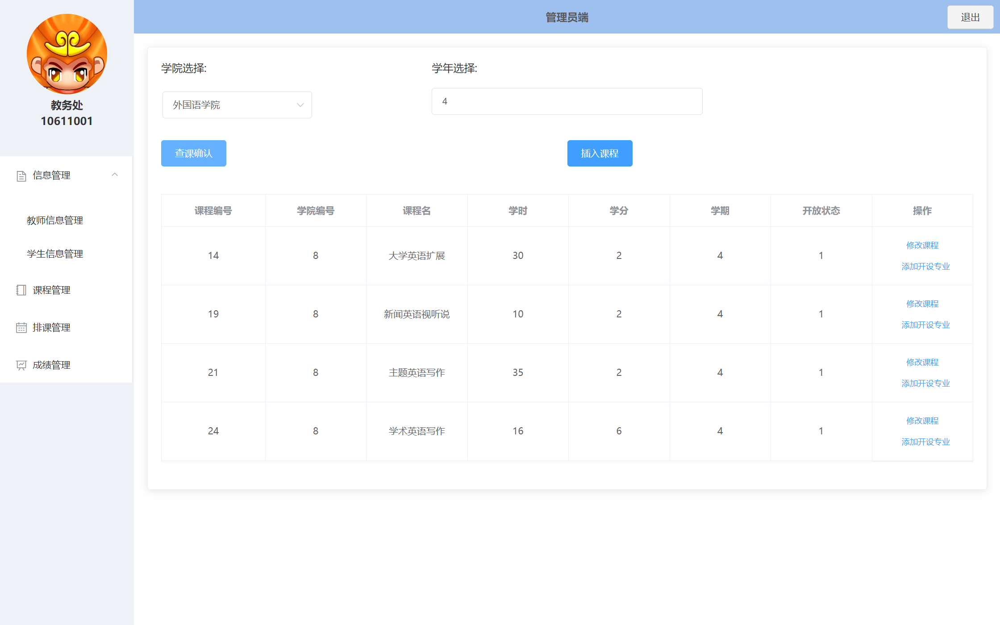 管理员端
退出
教务处
10611001
信息管理
教师信息管理
学生信息管理
课程管理
排课管理
成绩管理
学院选择:
学年选择:
外国语学院
4
查课确认
插入课程
课程编号 学院编号 课程名 学时 学分 学期 开放状态 操作
14 8 大学英语扩展 30 2 4 1 修改课程
添加开设专业
19 8 新闻英语视听说 10 2 4 1 修改课程
添加开设专业
21 8 主题英语写作 35 2 4 1 修改课程
添加开设专业
24 8 学术英语写作 16 6 4 1 修改课程
添加开设专业